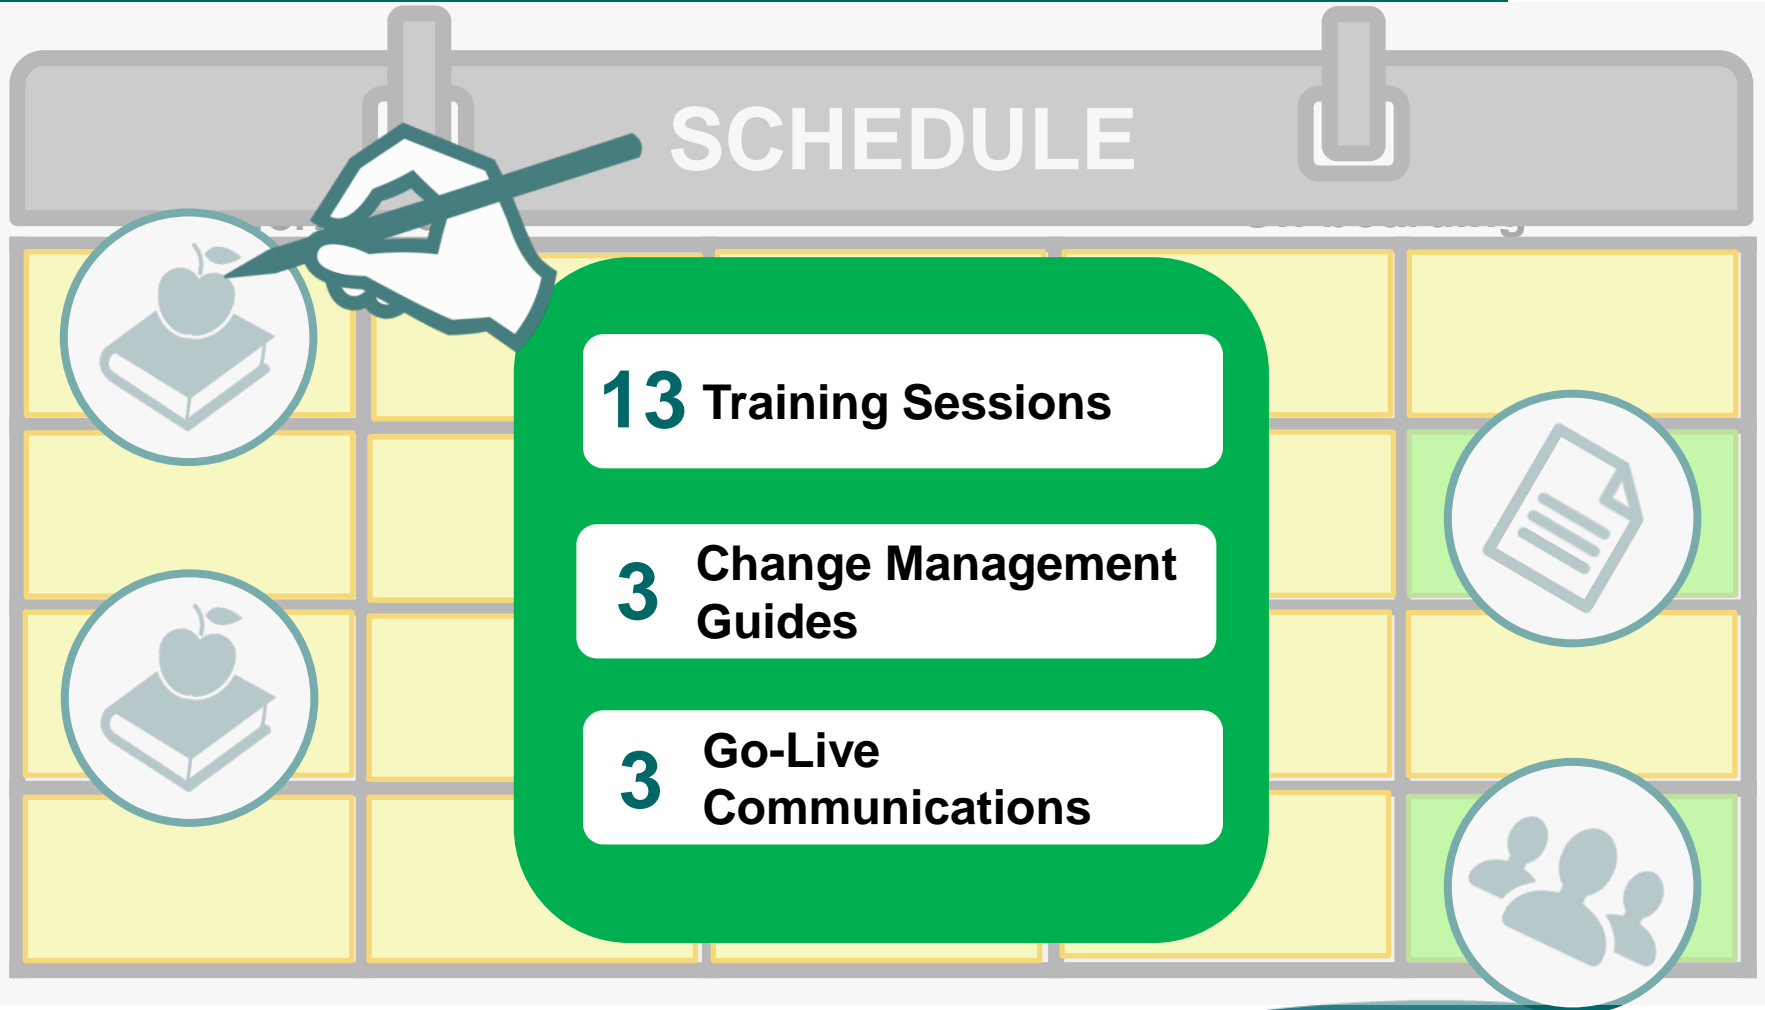 SCHEDULE
13 Training Sessions
3 Change Management
Guides
3 Go-Live
Communications